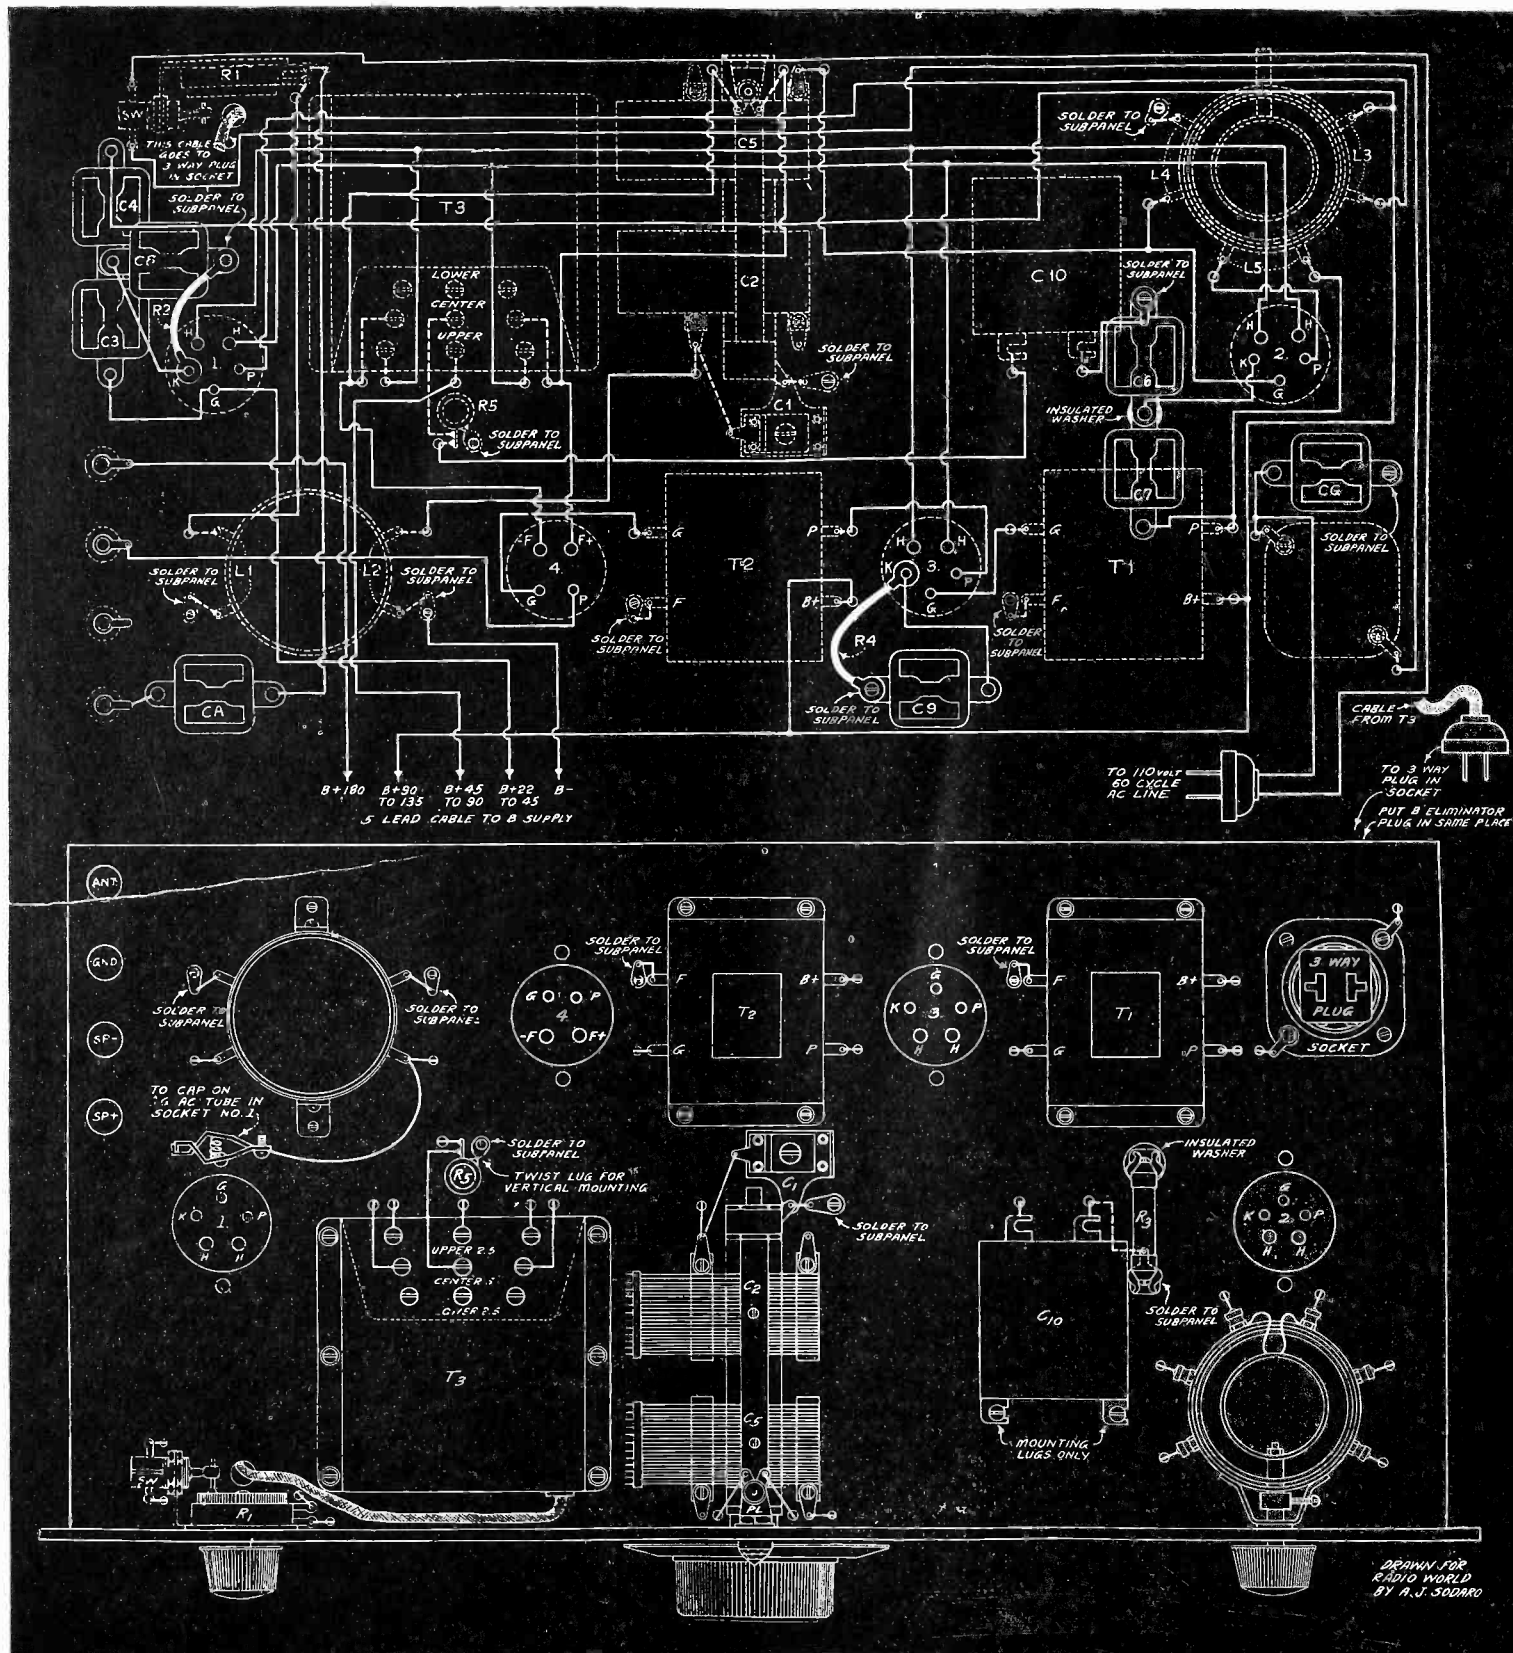 R1
SW
THIS CABLE
GOES TO
3 WAY PLUG
IN SOCKET
SOLDER TO
SUBPANEL
C4
C3
R2
H
H
K
1.
P
G
T3
LOWER
CENTER
UPPER
R5
SOLDER TO
SUBPANEL
C5
C2
SOLDER TO
SUBPANEL
C1
C10
SOLDER TO
SUBPANEL
L3
L4
L5
SOLDER TO
SUBPANEL
INSULATED
WASHER
C7
H
H
K
2.
P
G
CG
SOLDER TO
SUBPANEL
L1
L2
SOLDER TO
SUBPANEL
SOLDER TO
SUBPANEL
CA
F
F+
4.
G
P
G
P
T2
F
B+
SOLDER TO
SUBPANEL
H
H
K
3.
P
G
R4
SOLDER TO
SUBPANEL
C9
G
P
T1
F
B+
SOLDER
TO
SUBPANEL
B+180
B+90
TO 135
B+45
TO 90
B+22
TO 45
B-
5 LEAD CABLE TO B SUPPLY
TO 110 VOLT
60 CYCLE
AC LINE
CABLE
FROM T3
TO 3 WAY
PLUG IN
SOCKET
PUT B ELIMINATOR
PLUG IN SAME PLACE
ANT
GND
SP-
SP+
SOLDER TO
SUBPANEL
SOLDER TO
SUBPANEL
TO CAP ON
AC TUBE IN
SOCKET NO. 1
G
K
1.
P
H
H
G
P
4.
-F
F+
SOLDER TO
SUBPANEL
F
B+
T2
G
P
G
K
3.
P
H
H
SOLDER TO
SUBPANEL
F
B+
T1
G
P
3 WAY
PLUG
SOCKET
R5
SOLDER TO
SUBPANEL
TWIST LUG FOR
VERTICAL MOUNTING
UPPER 2.5
CENTER
T3
C1
SOLDER TO
SUBPANEL
C2
C5
PL
INSULATED
WASHER
R3
SOLDER TO
SUBPANEL
C10
MOUNTING
LUGS ONLY
G
K
2.
P
H
H
SW
R1
DRAWN FOR
RADIO WORLD
BY A. J. SODARO